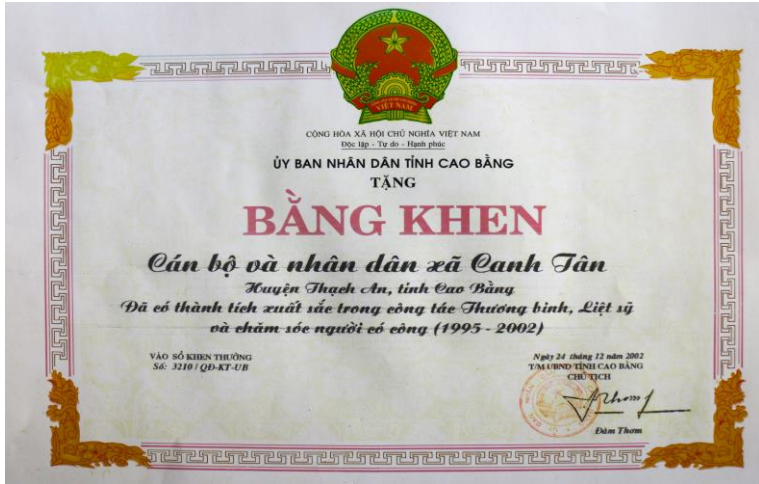 VIỆT NAM
CỘNG HÒA XÃ HỘI CHỦ NGHĨA VIỆT NAM
Độc lập - Tự do - Hạnh phúc
ỦY BAN NHÂN DÂN TỈNH CAO BẰNG
TẶNG
BẰNG KHEN
Cán bộ và nhân dân xã Canh Tân
Huyện Thạch An, tỉnh Cao Bằng
Đã có thành tích xuất sắc trong công tác Thương binh, Liệt sỹ
và chăm sóc người có công (1995 - 2002)
VÀO SỔ KHEN THƯỞNG
Số: 3210 / QĐ-KT-UB
Ngày 24 tháng 12 năm 2002
T/M UBND TỈNH CAO BẰNG
CHỦ TỊCH
Đàm Thơm